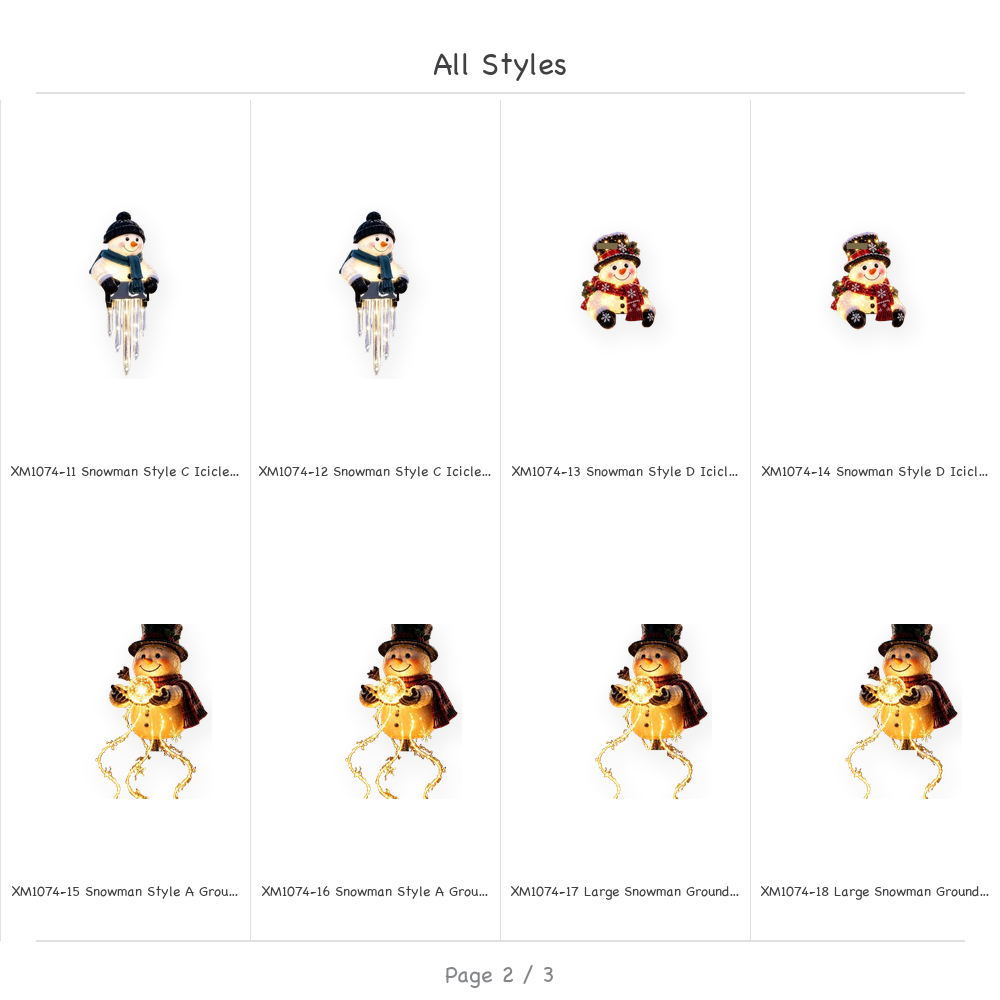 All Styles
XM1074-11 Snowman Style C Icicle...
XM1074-12 Snowman Style C Icicle...
XM1074-13 Snowman Style D Icicl...
XM1074-14 Snowman Style D Icicl...
XM1074-15 Snowman Style A Grou...
XM1074-16 Snowman Style A Grou...
XM1074-17 Large Snowman Ground...
XM1074-18 Large Snowman Ground...
Page 2 / 3